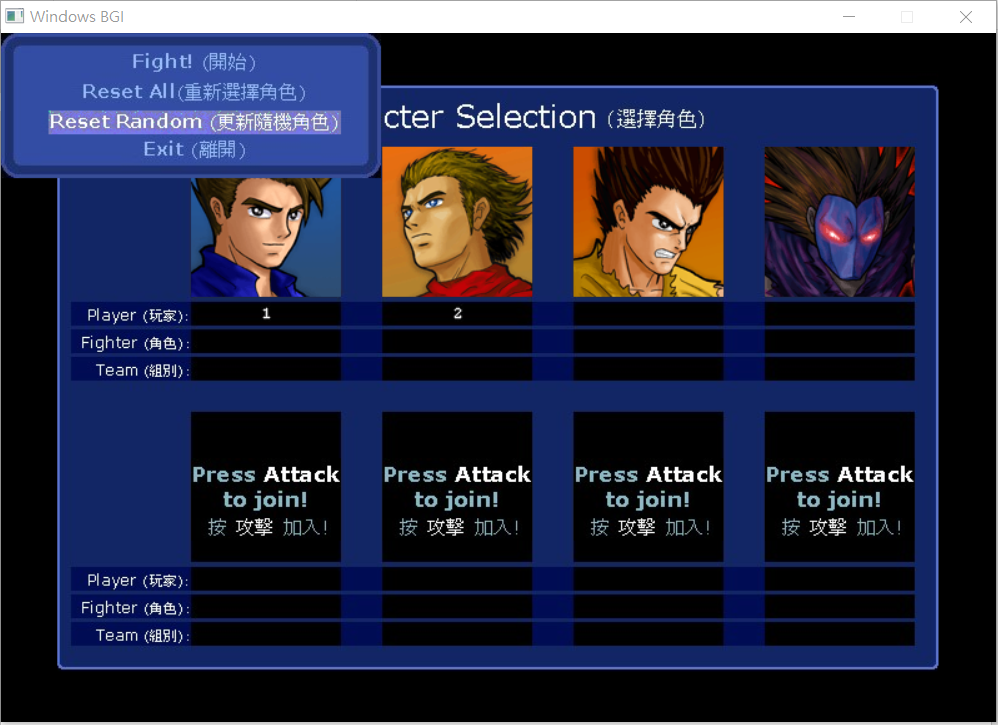 Windows BGI
Fight! (開始)
Reset All(重新選擇角色)
Reset Random (更新隨機角色)
Exit (離開)
cter Selection (選擇角色)
Player (玩家): 1 2
Fighter (角色):
Team (組別):
Press Attack Press Attack Press Attack Press Attack
to join! to join! to join! to join!
按 攻擊 加入! 按 攻擊 加入! 按 攻擊 加入! 按 攻擊 加入!
Player (玩家):
Fighter (角色):
Team (組別):